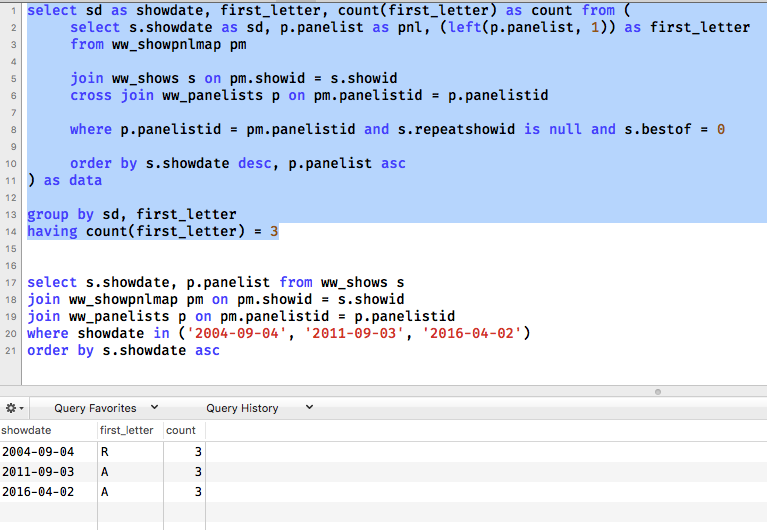 1 select sd as showdate, first_letter, count(first_letter) as count from (
2 select s.showdate as sd, p.panelist as pnl, (left(p.panelist, 1)) as first_letter
3 from ww_showpnlmap pm
4
5 join ww_shows s on pm.showid = s.showid
6 cross join ww_panelists p on pm.panelistid = p.panelistid
7
8 where p.panelistid = pm.panelistid and s.repeatshowid is null and s.bestof = 0
9
10 order by s.showdate desc, p.panelist asc
11 ) as data
12
13 group by sd, first_letter
14 having count(first_letter) = 3
15
16
17 select s.showdate, p.panelist from ww_shows s
18 join ww_showpnlmap pm on pm.showid = s.showid
19 join ww_panelists p on pm.panelistid = p.panelistid
20 where showdate in ('2004-09-04', '2011-09-03', '2016-04-02')
21 order by s.showdate asc
Query Favorites Query History
showdate first_letter count
2004-09-04 R 3
2011-09-03 A 3
2016-04-02 A 3